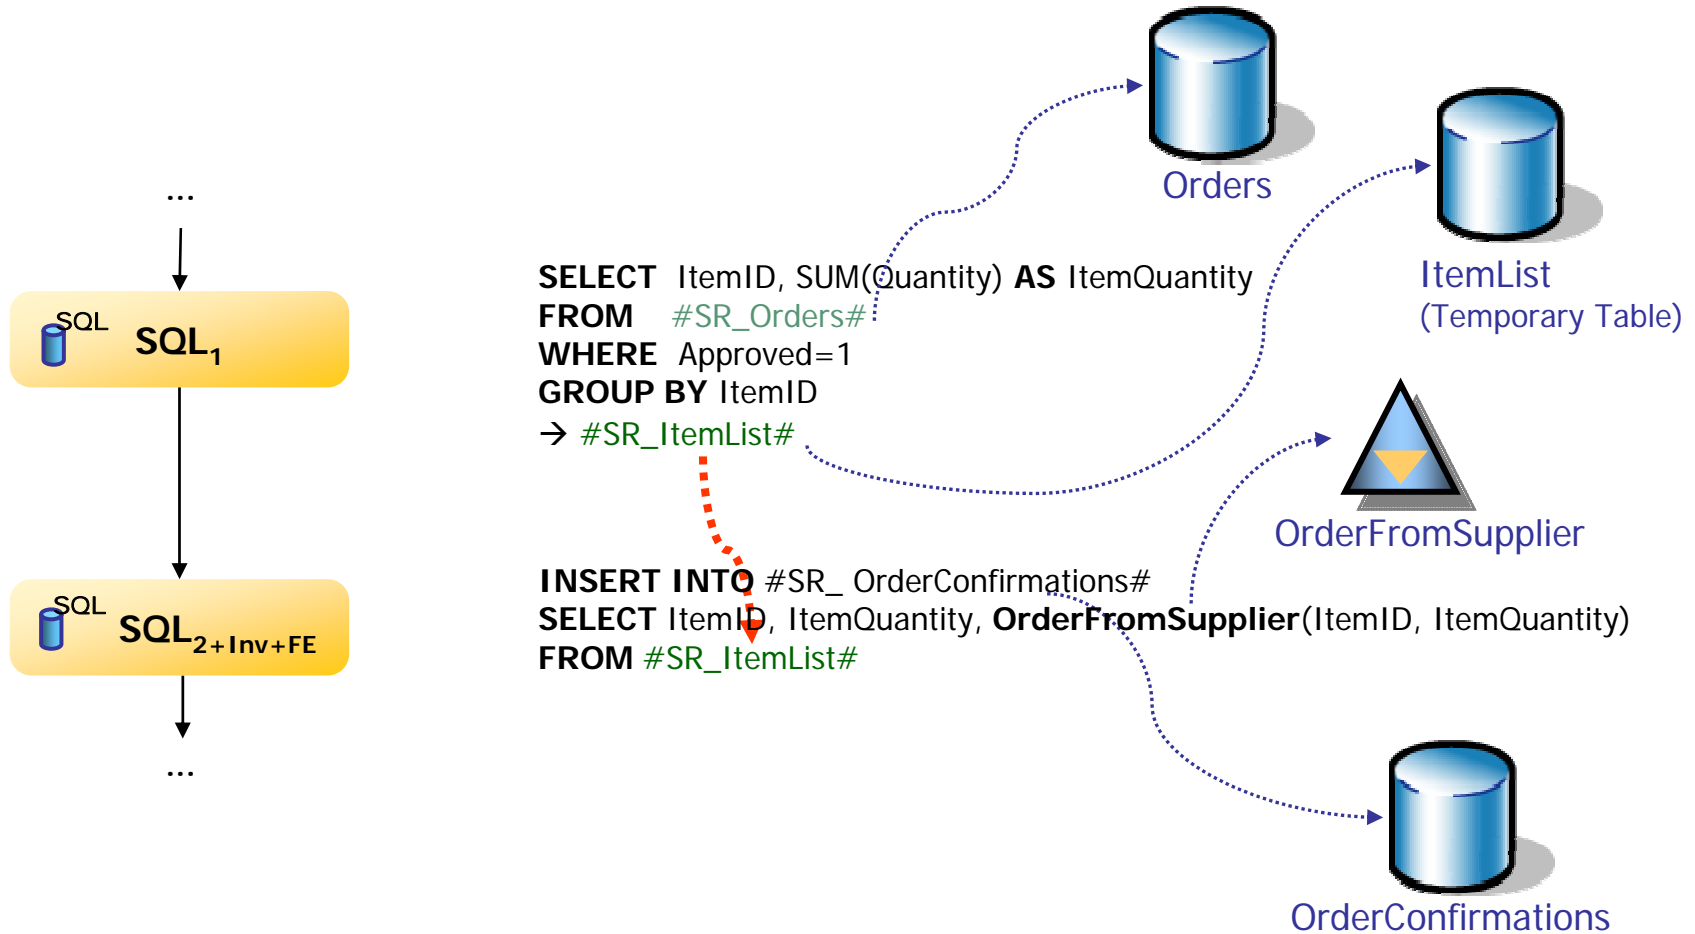 ...
SQL SQL1
SQL SQL2+Inv+FE
...
SELECT ItemID, SUM(Quantity) AS ItemQuantity
FROM #SR_Orders#
WHERE Approved=1
GROUP BY ItemID
→ #SR_ItemList#
INSERT INTO #SR_ OrderConfirmations#
SELECT ItemID, ItemQuantity, OrderFromSupplier(ItemID, ItemQuantity)
FROM #SR_ItemList#
Orders
ItemList
(Temporary Table)
OrderFromSupplier
OrderConfirmations